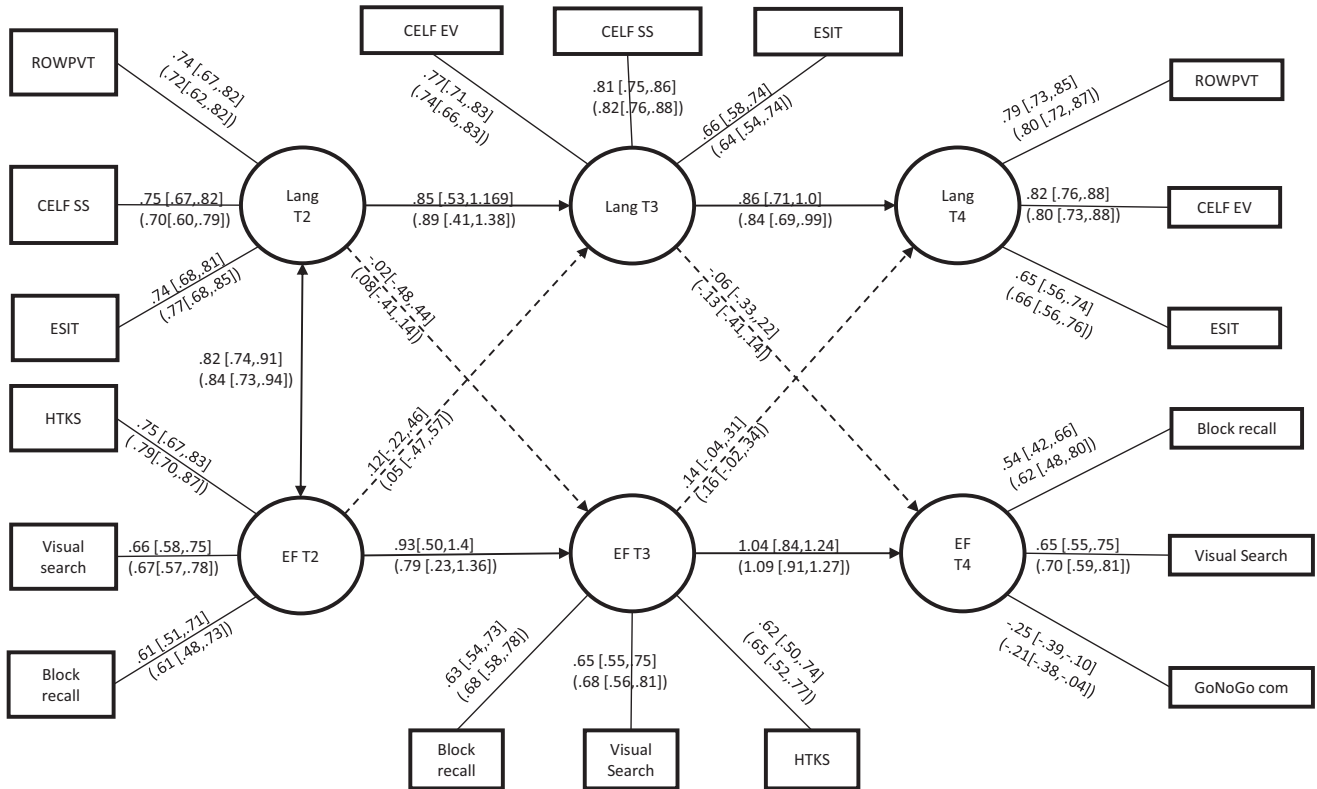 CELF EV
CELF SS
ESIT
ROWPVT
.74 [.67,.82]
(.72[.62,.82])
.77[.71,.83]
(.74[.66,.83])
.81 [.75,.86]
(.82[.76,.88])
.66 [.58,.74]
(.64 [.54,.74])
.79 [.73,.85]
(.80 [.72,.87])
ROWPVT
CELF SS
.75 [.67,.82]
(.70[.60,.79])
Lang
T2
.85 [.53,1.169]
(.89 [.41,1.38])
Lang T3
.86 [.71,1.0]
(.84 [.69,.99])
Lang
T4
.82 [.76,.88]
(.80 [.73,.88])
CELF EV
ESIT
.74 [.68,.81]
(.77[.68,.85])
-.02[-.48,.44]
(.08[-.41,.14])
-.06 [-.33,.22]
(-.13[-.41,.14])
.65 [.56,.74]
(.66 [.56,.76])
ESIT
.82 [.74,.91]
(.84 [.73,.94])
HTKS
.75 [.67,.83]
(.79[.70,.87])
.12[-.22,.46]
(.05 [-.47,.57])
.14 [-.04,.31]
(.16 [-.02,.34])
.54 [.42,.66]
(.62 [.48,.80])
Block recall
Visual
search
.66 [.58,.75]
(.67[.57,.78])
EF T2
.93[.50,1.4]
(.79 [.23,1.36])
EF T3
1.04 [.84,1.24]
(1.09 [.91,1.27])
EF
T4
.65 [.55,.75]
(.70 [.59,.81])
Visual Search
Block
recall
.61 [.51,.71]
(.61 [.48,.73])
.63 [.54,.73]
(.68 [.58,.78])
.65 [.55,.75]
(.68 [.56,.81])
.62 [.50,.74]
(.65 [.52,.77])
-.25 [-.39,-.10]
(-.21[-.38,-.04])
GoNoGo com
Block
recall
Visual
Search
HTKS